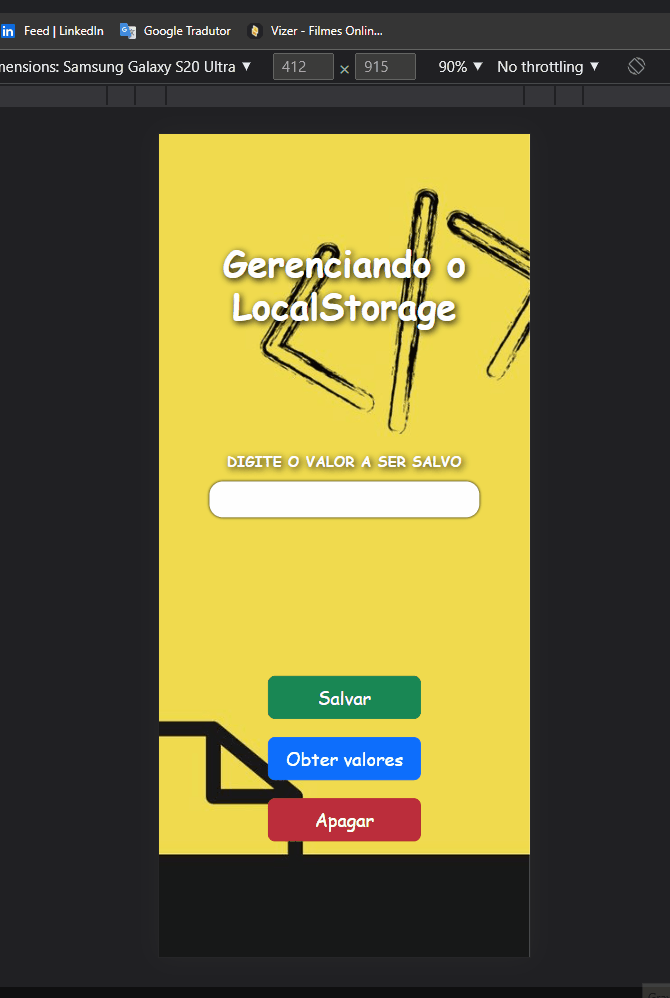 Feed | LinkedIn Google Tradutor Vizer - Filmes Onlin...
mensions: Samsung Galaxy S20 Ultra ▼ 412 × 915 90% ▼ No throttling ▼
Gerenciando o
LocalStorage
DIGITE O VALOR A SER SALVO
Salvar
Obter valores
Apagar